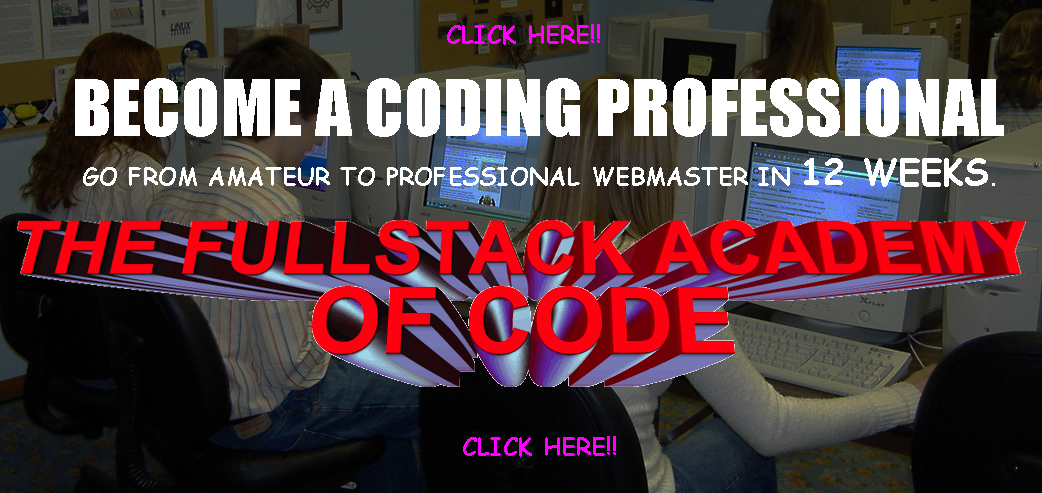 LINUX
CLICK HERE!!
BECOME A CODING PROFESSIONAL
GO FROM AMATEUR TO PROFESSIONAL WEBMASTER IN 12 WEEKS.
THE FULLSTACK ACADEMY
OF CODE
CLICK HERE!!